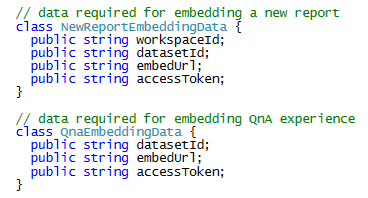 // data required for embedding a new report
class NewReportEmbeddingData {
  public string workspaceId;
  public string datasetId;
  public string embedUrl;
  public string accessToken;
}

// data required for embedding QnA experience
class QnaEmbeddingData {
  public string datasetId;
  public string embedUrl;
  public string accessToken;
}